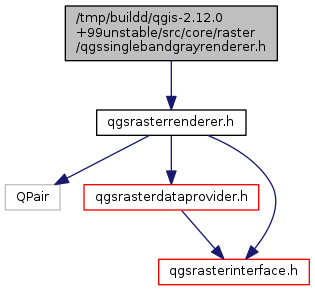 /tmp/buildd/qgis-2.12.0
+99unstable/src/core/raster
/qgssinglebandgrayrenderer.h
qgsrasterrenderer.h
QPair
qgsrasterdataprovider.h
qgsrasterinterface.h